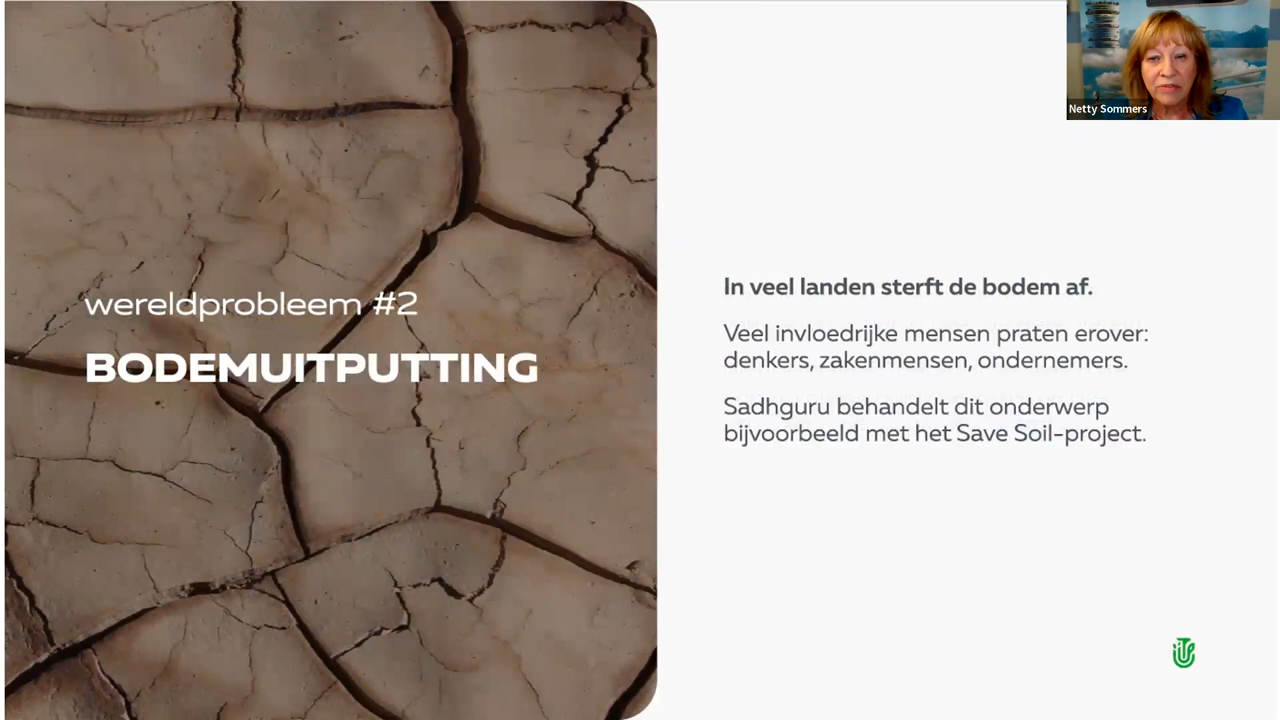 wereldprobleem #2
BODEMUITPUTTING
In veel landen sterft de bodem af.
Veel invloedrijke mensen praten erover:
denkers, zakenmensen, ondernemers.
Sadhguru behandelt dit onderwerp
bijvoorbeeld met het Save Soil-project.
Netty Sommers